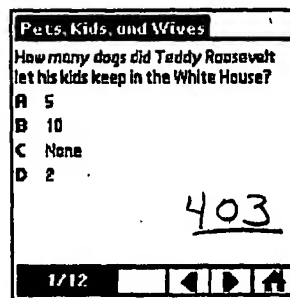 Pets, Kids, and Wives
How many dogs did Teddy Roosevelt
let his kids keep in the White House?
A 5
B 10
C None
D 2
403
1/12